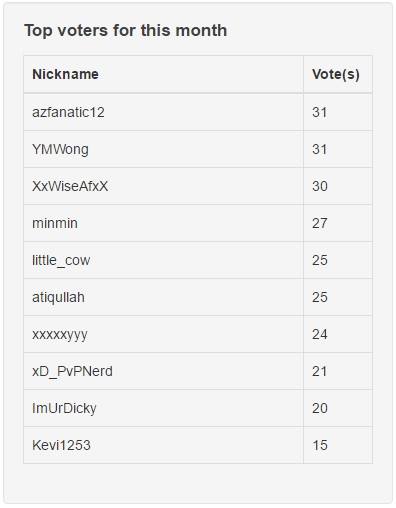 Top voters for this month
Nickname Vote(s)
azfanatic12 31
YMWong 31
XxWiseAfxX 30
minmin 27
little_cow 25
atiqullah 25
xxxxxyyy 24
xD_PvPNerd 21
ImUrDicky 20
Kevi1253 15